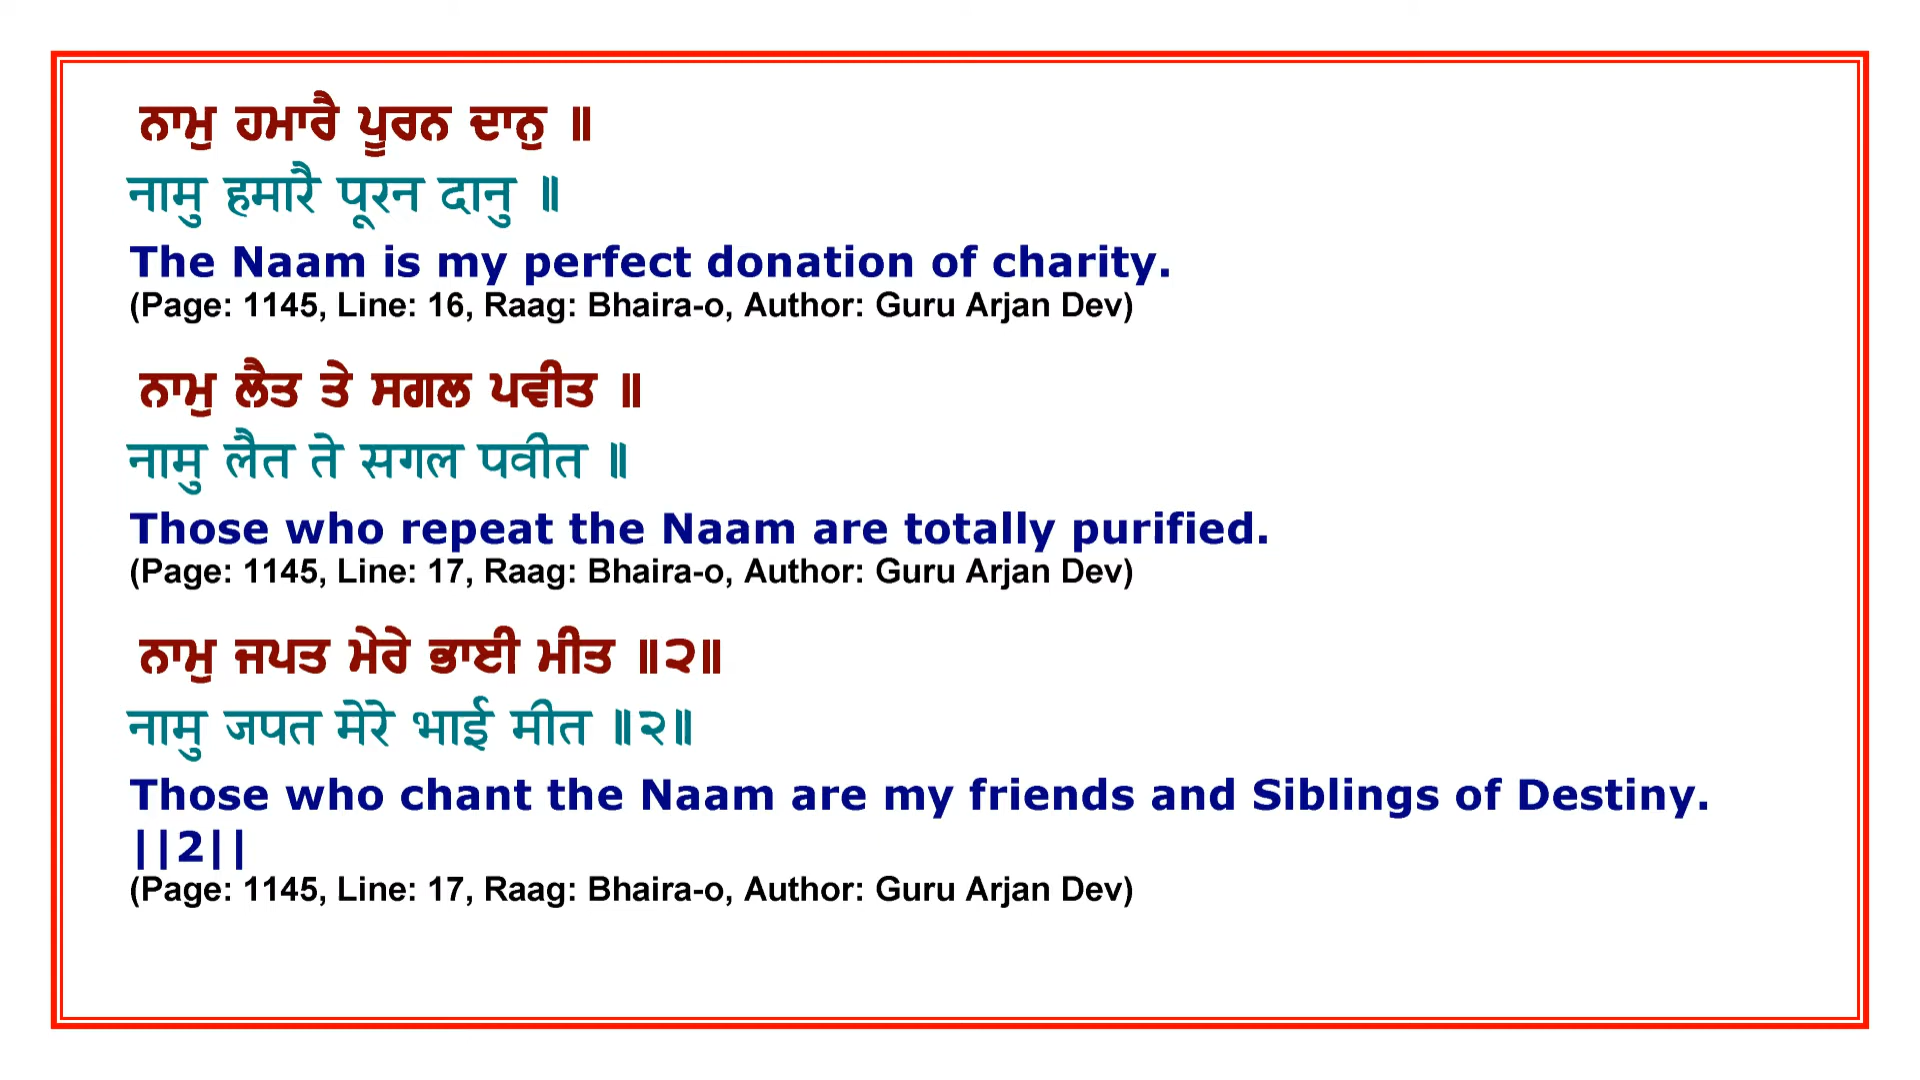 ਨਾਮੁ ਹਮਾਰੈ ਪੂਰਨ ਦਾਨੁ ॥
नामु हमारै पूरन दानु ॥
The Naam is my perfect donation of charity.
(Page: 1145, Line: 16, Raag: Bhaira-o, Author: Guru Arjan Dev)
ਨਾਮੁ ਲੈਤ ਤੇ ਸਗਲ ਪਵੀਤ ॥
नामु लैत ते सगल पवीत ॥
Those who repeat the Naam are totally purified.
(Page: 1145, Line: 17, Raag: Bhaira-o, Author: Guru Arjan Dev)
ਨਾਮੁ ਜਪਤ ਮੇਰੇ ਭਾਈ ਮੀਤ ॥੨॥
नामु जपत मेरे भाई मीत ॥२॥
Those who chant the Naam are my friends and Siblings of Destiny.
||2||
(Page: 1145, Line: 17, Raag: Bhaira-o, Author: Guru Arjan Dev)